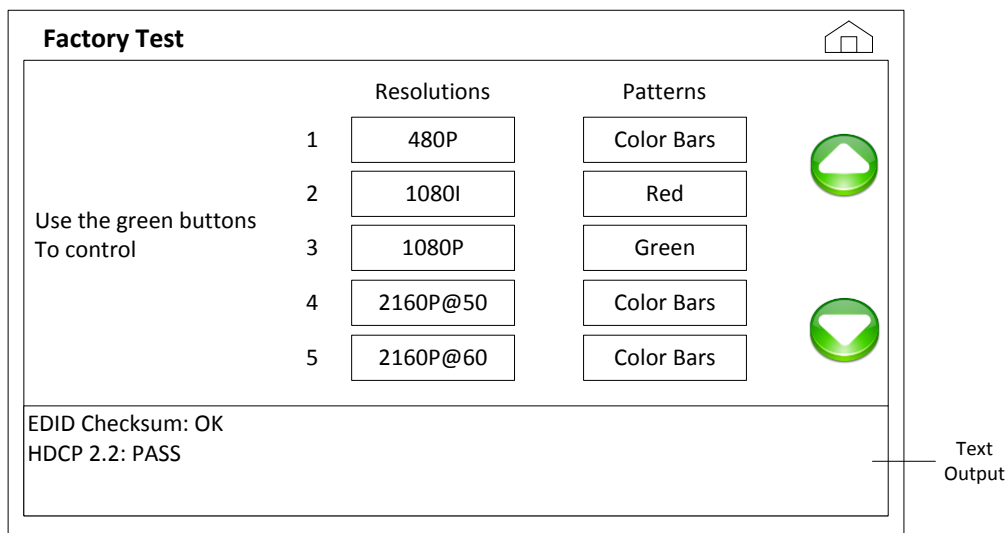 Factory Test
Resolutions Patterns
1 480P Color Bars
2 1080I Red
Use the green buttons
To control
3 1080P Green
4 2160P@50 Color Bars
5 2160P@60 Color Bars
EDID Checksum: OK
HDCP 2.2: PASS
Text
Output